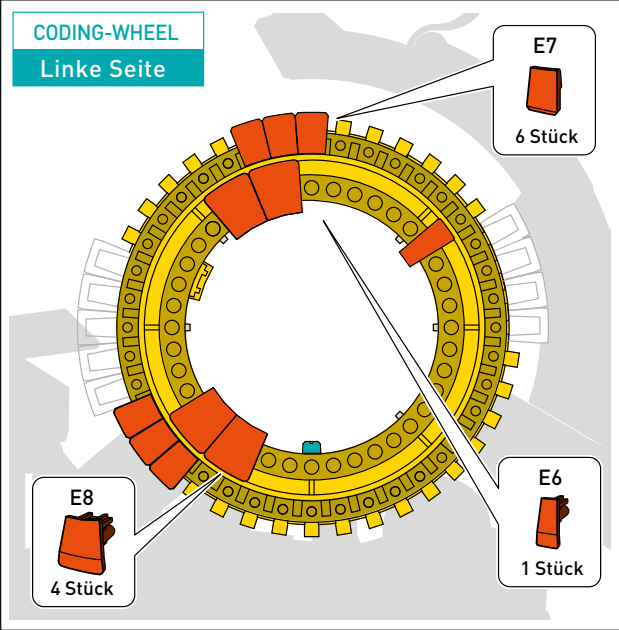 CODING-WHEEL
Linke Seite
E7
6 Stück
E8
4 Stück
E6
1 Stück